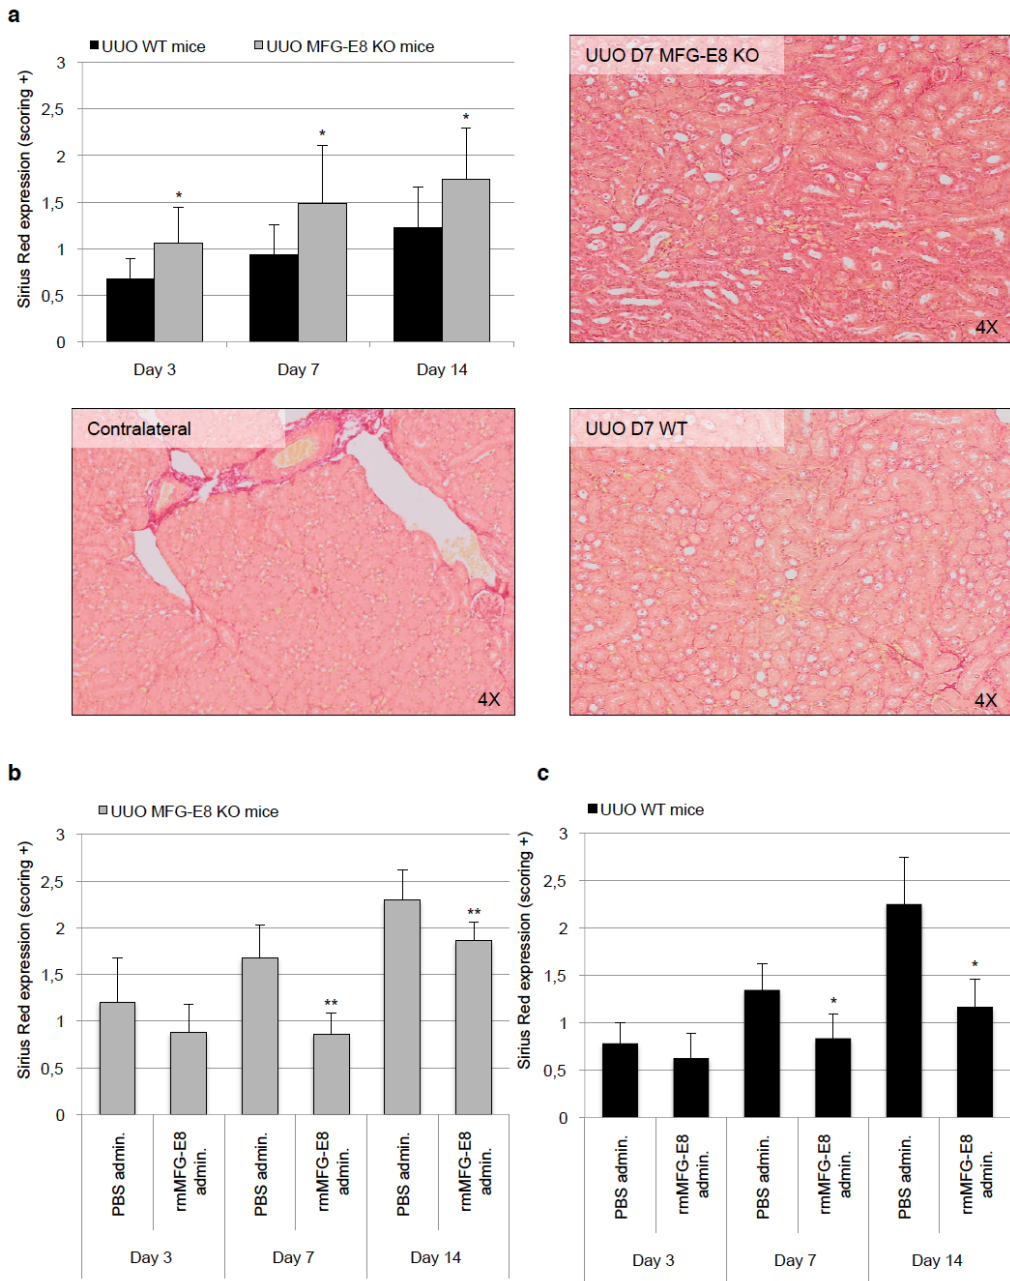 a
UUO WT mice
UUO MFG-E8 KO mice
Sirius Red expression (scoring +)
3
2,5
2
1,5
1
0,5
0
*
*
*
Day 3
Day 7
Day 14
UUO D7 MFG-E8 KO
4X
Contralateral
4X
UUO D7 WT
4X
b
UUO MFG-E8 KO mice
Sirius Red expression (scoring +)
3
2,5
2
1,5
1
0,5
0
**
**
PBS admin.
rmMFG-E8
admin.
PBS admin.
rmMFG-E8
admin.
PBS admin.
rmMFG-E8
admin.
Day 3
Day 7
Day 14
c
UUO WT mice
Sirius Red expression (scoring +)
3
2,5
2
1,5
1
0,5
0
*
*
PBS admin.
rmMFG-E8
admin.
PBS admin.
rmMFG-E8
admin.
PBS admin.
rmMFG-E8
admin.
Day 3
Day 7
Day 14